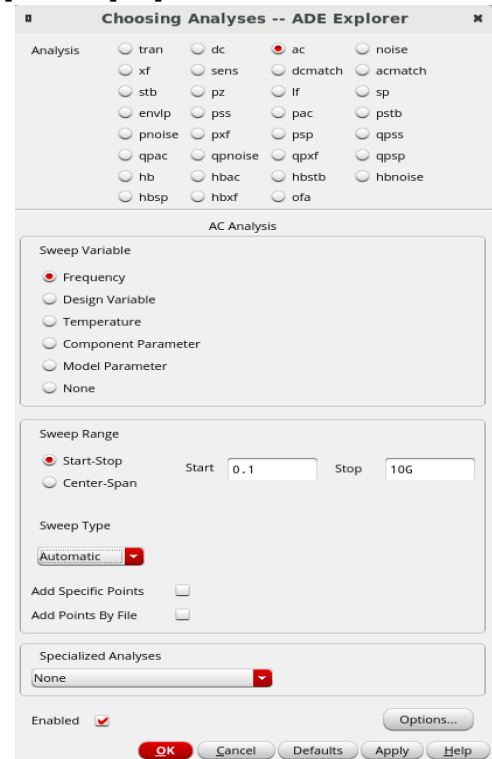 Choosing Analyses -- ADE Explorer
Analysis tran dc ac noise
xf sens dcmatch acmatch
stb pz lf sp
envlp pss pac pstb
pnoise pxf psp qpss
qpac qpnoise qpxf qpsp
hb hbac hbstb hbnoise
hbsp hbxf ofa
AC Analysis
Sweep Variable
Frequency
Design Variable
Temperature
Component Parameter
Model Parameter
None
Sweep Range
Start-Stop Start 0.1 Stop 10G
Center-Span
Sweep Type
Automatic
Add Specific Points
Add Points By File
Specialized Analyses
None
Enabled Options...
OK Cancel Defaults Apply Help